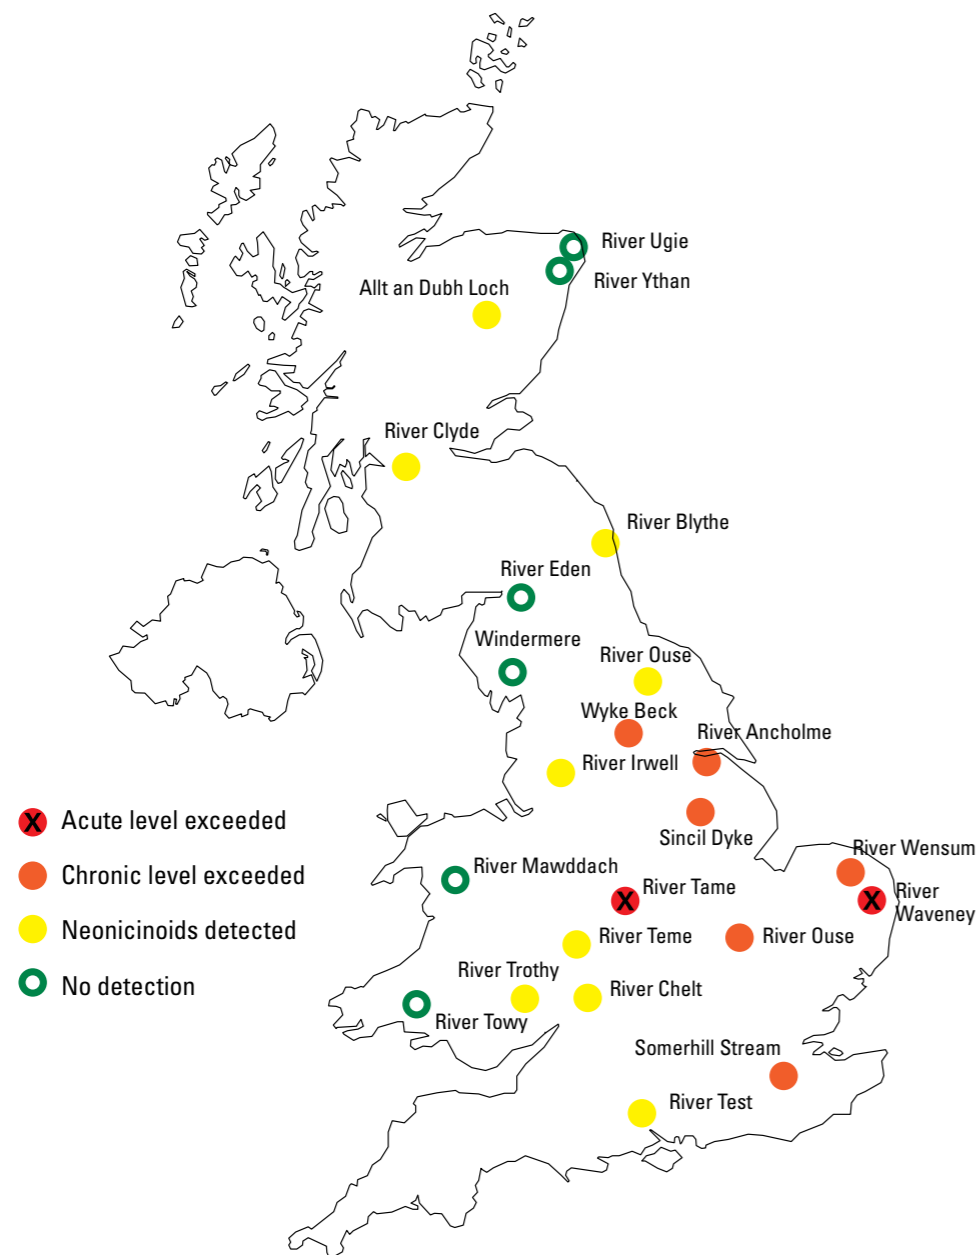 River Ugie
River Ythan
Allt an Dubh Loch
River Clyde
River Blythe
River Eden
Windermere
River Ouse
Wyke Beck
River Ancholme
River Irwell
Sincil Dyke
X Acute level exceeded
Chronic level exceeded
Neonicinoids detected
No detection
River Wensum
River Mawddach
X
River Tame
X
River
Waveney
River Teme
River Ouse
River Trothy
River Chelt
River Towy
Somerhill Stream
River Test